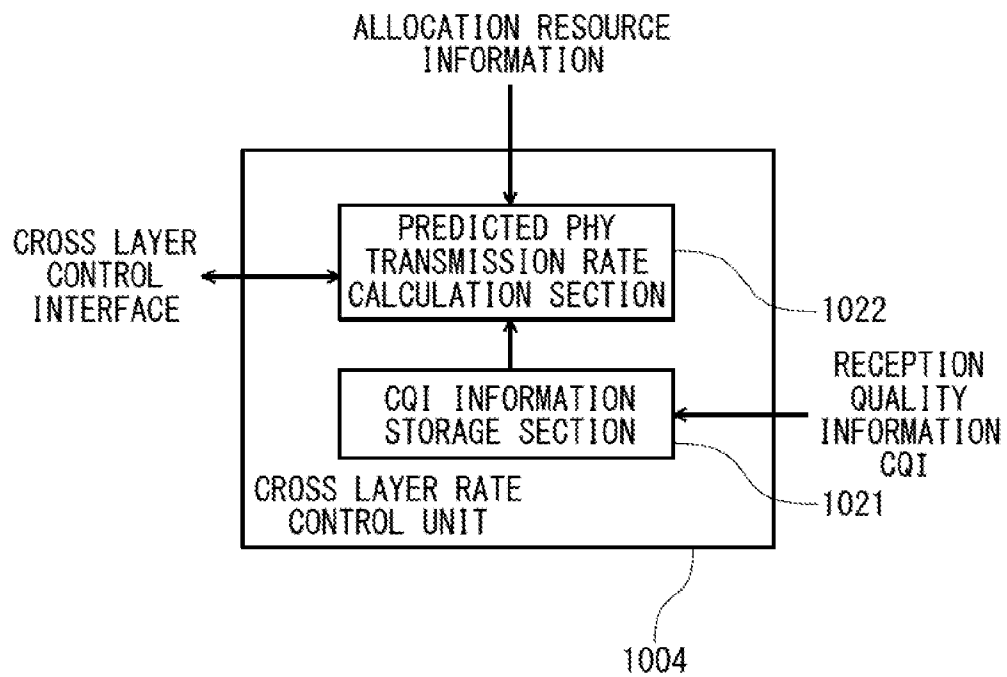 ALLOCATION RESOURCE
INFORMATION
PREDICTED PHY
TRANSMISSION RATE
CALCULATION SECTION
CROSS LAYER
CONTROL
INTERFACE
1022
CQI INFORMATION
STORAGE SECTION
RECEPTION
QUALITY
INFORMATION
CQI
1021
CROSS LAYER RATE
CONTROL UNIT
1004